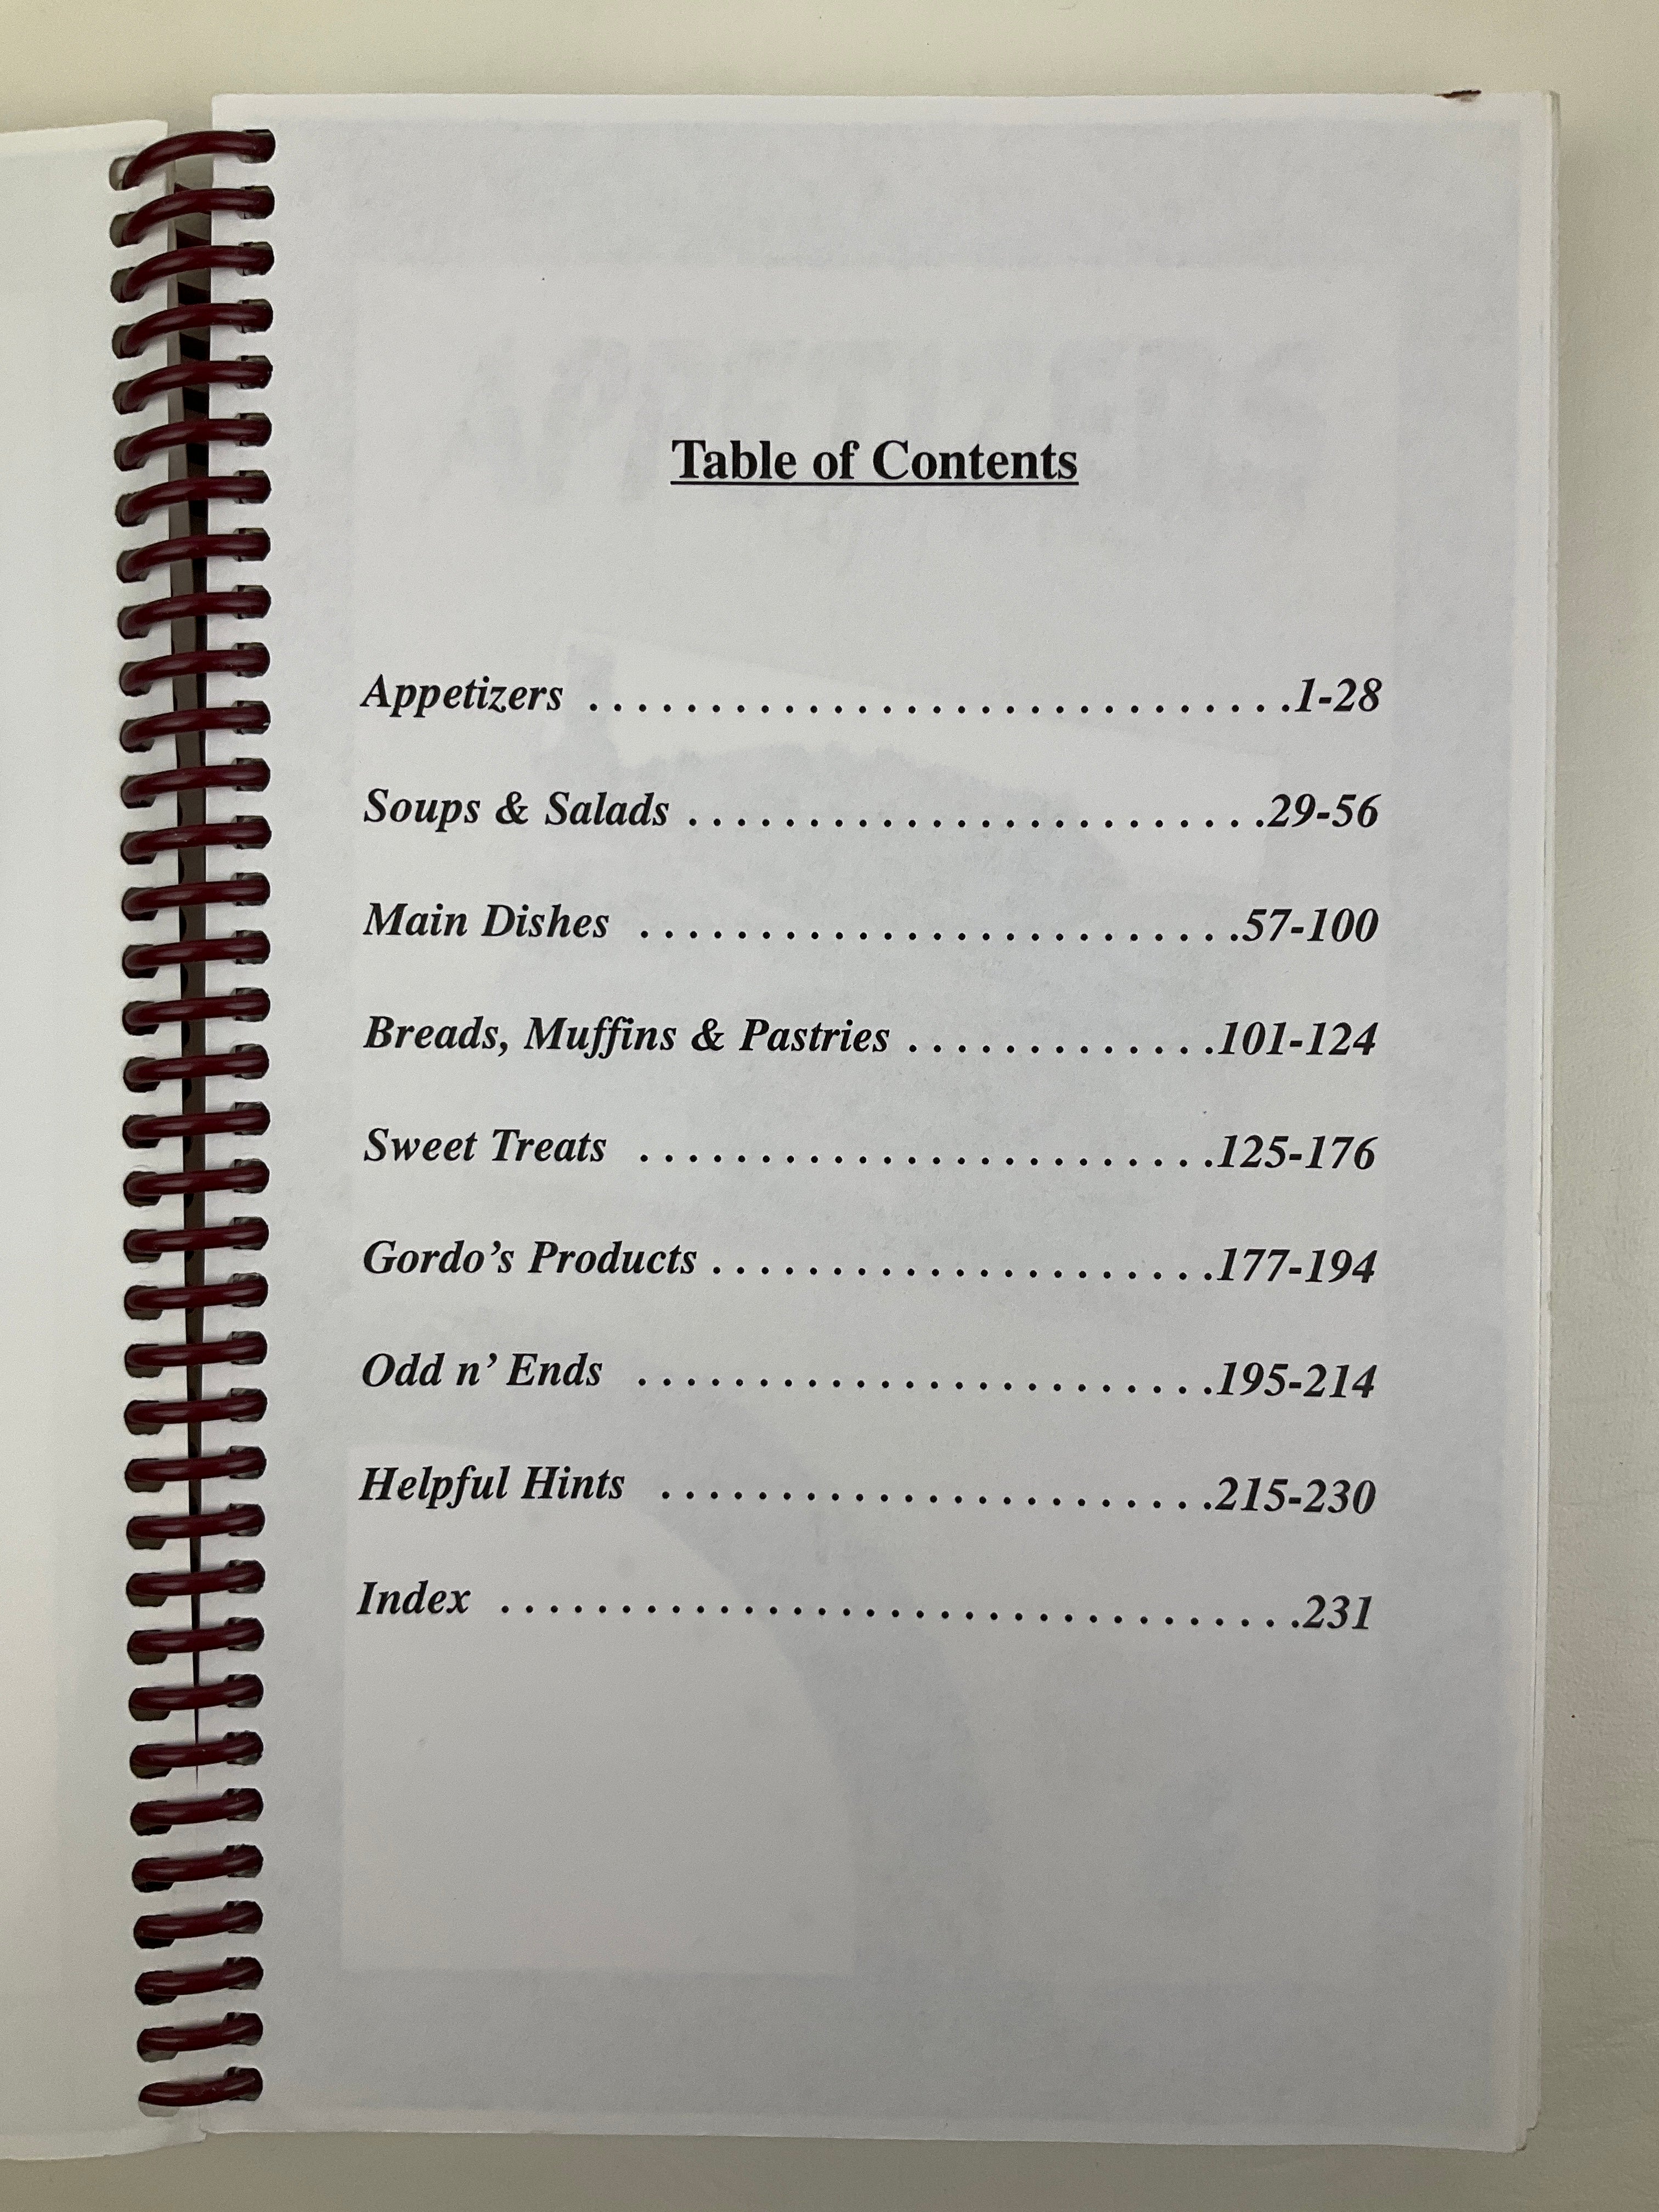 Table of Contents
Appetizers ..............................1-28
Soups & Salads ........................29-56
Main Dishes .........................57-100
Breads, Muffins & Pastries .............101-124
Sweet Treats ........................125-176
Gordo's Products .....................177-194
Odd n' Ends ........................195-214
Helpful Hints .......................215-230
Index ..................................231